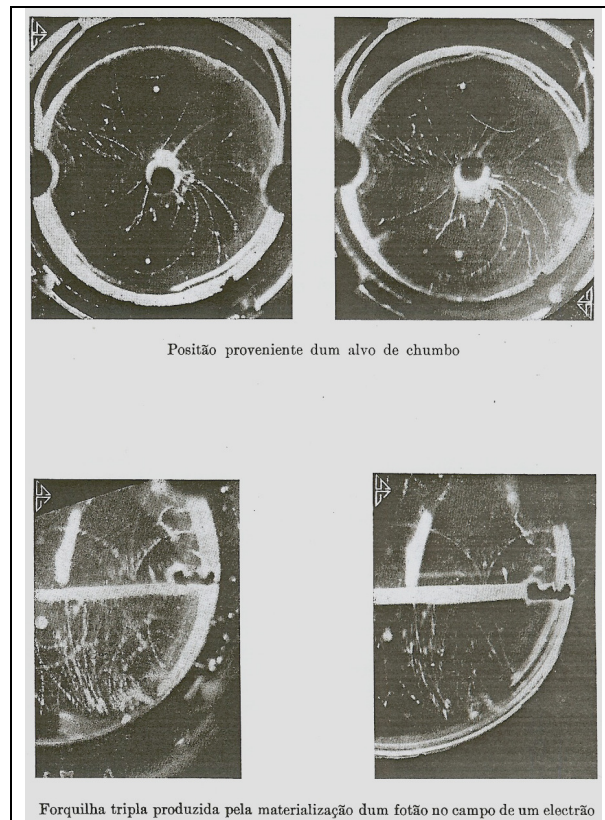 Positão proveniente dum alvo de chumbo
Forquilha tripla produzida pela materialização dum fotão no campo de um electrão